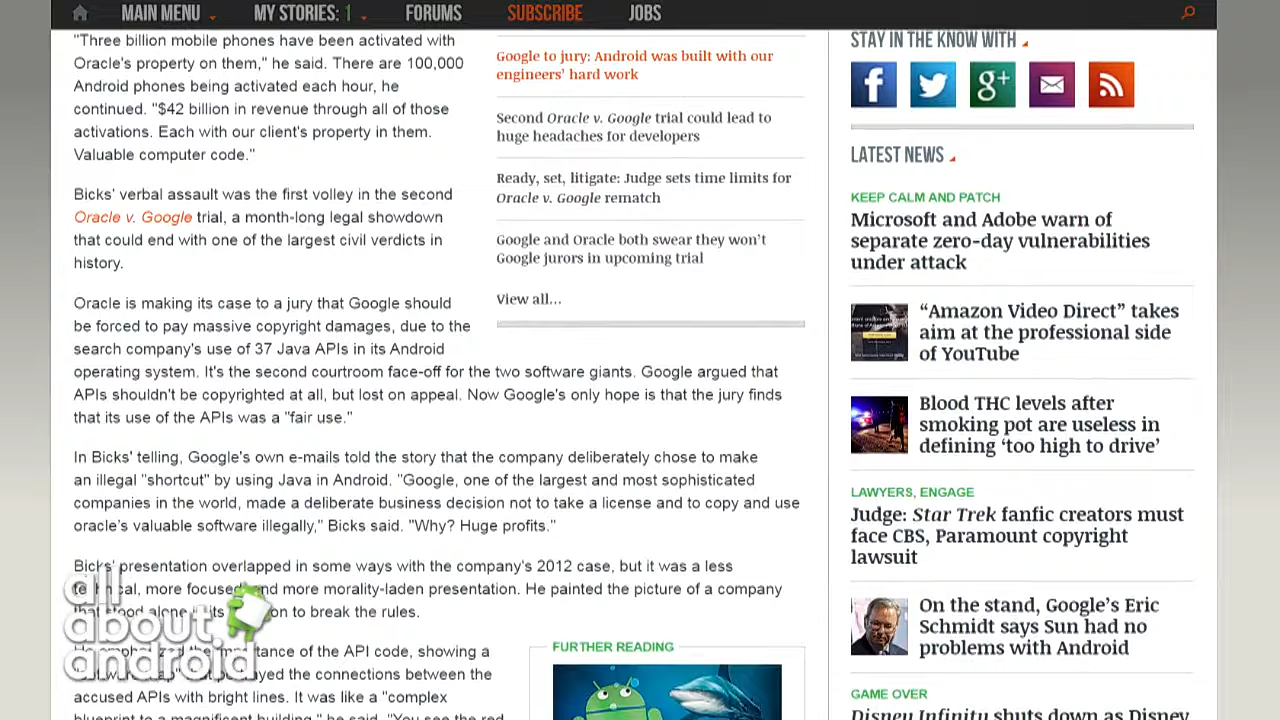 MAIN MENU
MY STORIES: 1
FORUMS
SUBSCRIBE
JOBS
"Three billion mobile phones have been activated with
Oracle's property on them," he said. There are 100,000
Android phones being activated each hour, he
continued. "$42 billion in revenue through all of those
activations. Each with our client's property in them.
Valuable computer code."
Bicks' verbal assault was the first volley in the second
Oracle v. Google trial, a month-long legal showdown
that could end with one of the largest civil verdicts in
history.
Oracle is making its case to a jury that Google should
be forced to pay massive copyright damages, due to the
search company's use of 37 Java APIs in its Android
operating system. It's the second courtroom face-off for the two software giants. Google argued that
APIs shouldn't be copyrighted at all, but lost on appeal. Now Google's only hope is that the jury finds
that its use of the APIs was a "fair use."
In Bicks' telling, Google's own e-mails told the story that the company deliberately chose to make
an illegal "shortcut" by using Java in Android. "Google, one of the largest and most sophisticated
companies in the world, made a deliberate business decision not to take a license and to copy and use
oracle's valuable software illegally," Bicks said. "Why? Huge profits."
Bicks' presentation overlapped in some ways with the company's 2012 case, but it was a less
more focused and more morality-laden presentation. He painted the picture of a company
that stood alone to break the rules.
of the API code, showing a
the connections between the
accused APIs with bright lines. It was like a "complex
blueprint to a magnificent building," he said. "You see the red
all
about
android
Google to jury: Android was built with our
engineers' hard work
Second Oracle v. Google trial could lead to
huge headaches for developers
Ready, set, litigate: Judge sets time limits for
Oracle v. Google rematch
Google and Oracle both swear they won't
Google jurors in upcoming trial
View all...
FURTHER READING
STAY IN THE KNOW WITH
f
g+
LATEST NEWS
KEEP CALM AND PATCH
Microsoft and Adobe warn of
separate zero-day vulnerabilities
under attack
"Amazon Video Direct" takes
aim at the professional side
of YouTube
Blood THC levels after
smoking pot are useless in
defining 'too high to drive'
LAWYERS, ENGAGE
Judge: Star Trek fanfic creators must
face CBS, Paramount copyright
lawsuit
On the stand, Google's Eric
Schmidt says Sun had no
problems with Android
GAME OVER
Disney Infinity shuts down as Disney